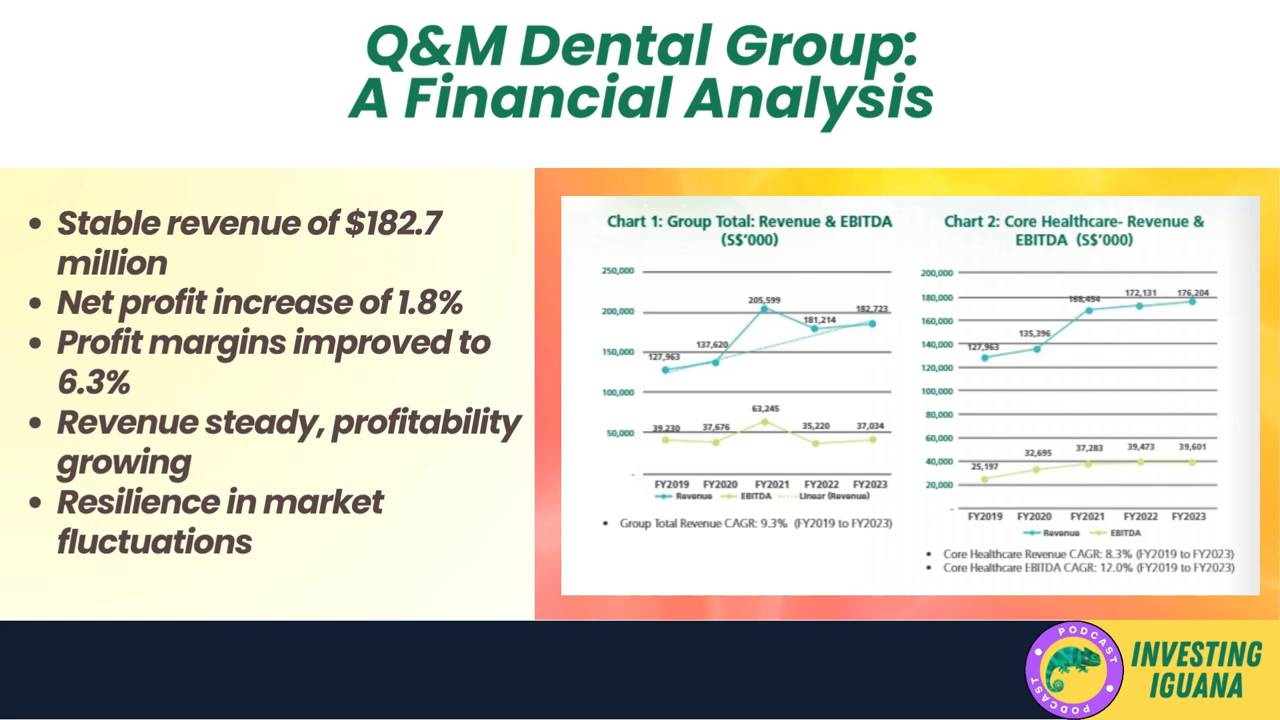 Q&M Dental Group:
A Financial Analysis
• Stable revenue of $182.7
million
• Net profit increase of 1.8%
• Profit margins improved to
6.3%
• Revenue steady, profitability
growing
• Resilience in market
fluctuations
Chart 1: Group Total: Revenue & EBITDA
(S$'000)
250,000
200,000
150,000
100,000
50,000
-
205,599
181,214
182,723
127,963
137,620
63,245
39,230
37,676
35,220
37,034
FY2019 FY2020 FY2021 FY2022 FY2023
Revenue EBITDA Linear (Revenue)
• Group Total Revenue CAGR: 9.3% (FY2019 to FY2023)
Chart 2: Core Healthcare- Revenue &
EBITDA (S$'000)
200,000
180,000
160,000
140,000
120,000
100,000
80,000
60,000
40,000
20,000
-
127,963
135,396
168,454
172,131
176,204
25,197
32,695
37,283
39,473
39,601
FY2019 FY2020 FY2021 FY2022 FY2023
Revenue EBITDA
• Core Healthcare Revenue CAGR: 8.3% (FY2019 to FY2023)
• Core Healthcare EBITDA CAGR: 12.0% (FY2019 to FY2023)
PODCAST
PODCAST
INVESTING
IGUANA